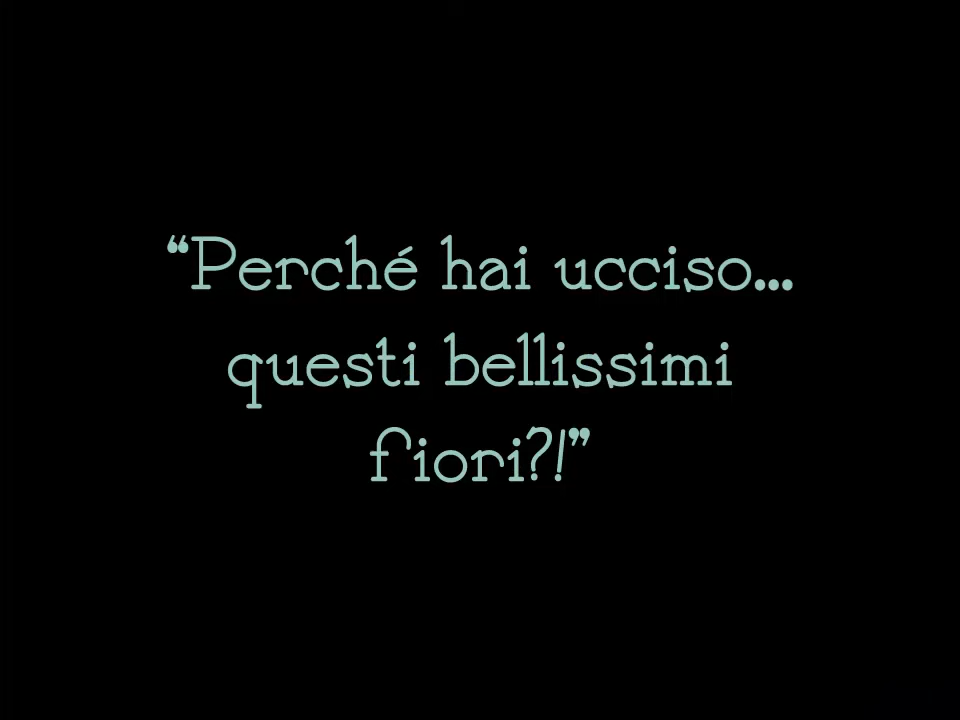 “Perché hai ucciso...
questi bellissimi
fiori?!”